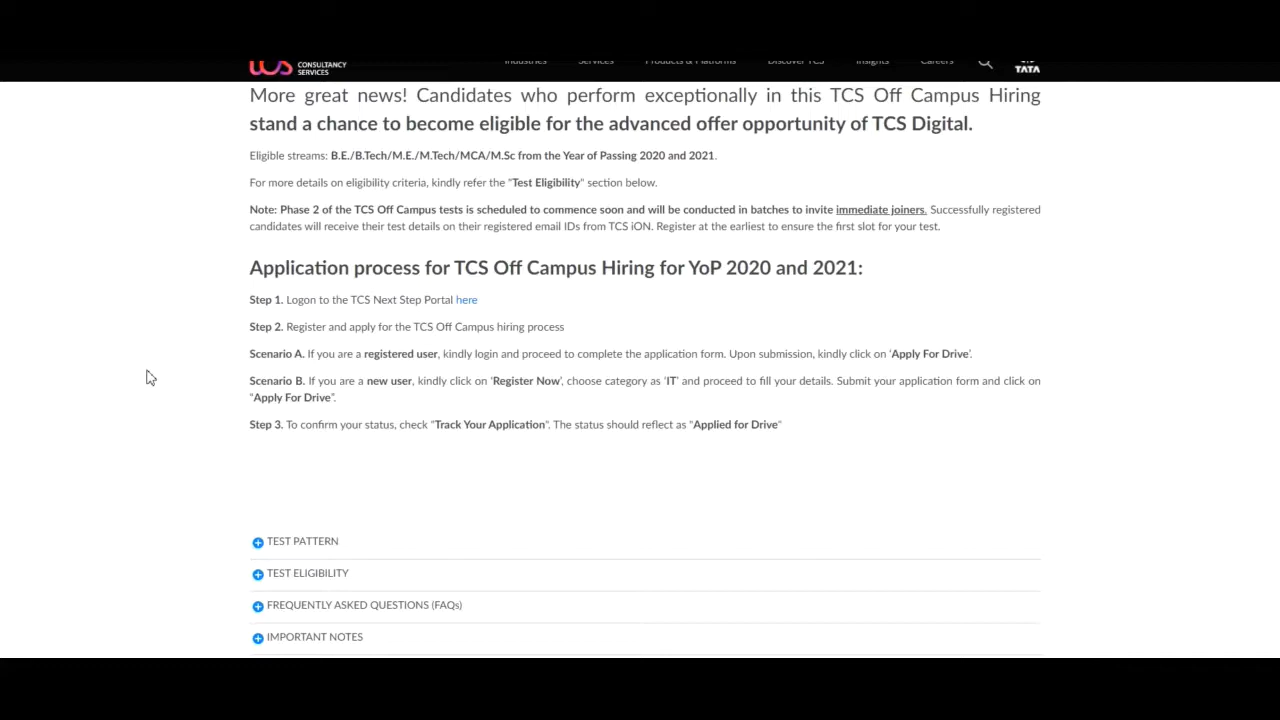 CONSULTANCY
SERVICES
Industries Services Products & Platforms Discover TCS Insights Careers
TATA
More great news! Candidates who perform exceptionally in this TCS Off Campus Hiring
stand a chance to become eligible for the advanced offer opportunity of TCS Digital.
Eligible streams: B.E./B.Tech/M.E./M.Tech/MCA/M.Sc from the Year of Passing 2020 and 2021.
For more details on eligibility criteria, kindly refer the "Test Eligibility" section below.
Note: Phase 2 of the TCS Off Campus tests is scheduled to commence soon and will be conducted in batches to invite immediate joiners. Successfully registered
candidates will receive their test details on their registered email IDs from TCS iON. Register at the earliest to ensure the first slot for your test.
Application process for TCS Off Campus Hiring for YoP 2020 and 2021:
Step 1. Logon to the TCS Next Step Portal here
Step 2. Register and apply for the TCS Off Campus hiring process
Scenario A. If you are a registered user, kindly login and proceed to complete the application form. Upon submission, kindly click on ‘Apply For Drive’.
Scenario B. If you are a new user, kindly click on ‘Register Now’, choose category as ‘IT’ and proceed to fill your details. Submit your application form and click on
“Apply For Drive”.
Step 3. To confirm your status, check "Track Your Application". The status should reflect as "Applied for Drive"
TEST PATTERN
TEST ELIGIBILITY
FREQUENTLY ASKED QUESTIONS (FAQs)
IMPORTANT NOTES